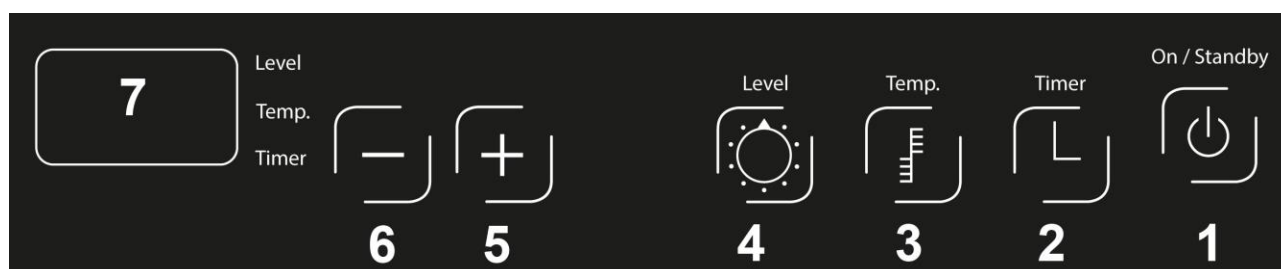 7
Level
Temp.
Timer
Level
Temp.
Timer
On / Standby
6
5
4
3
2
1